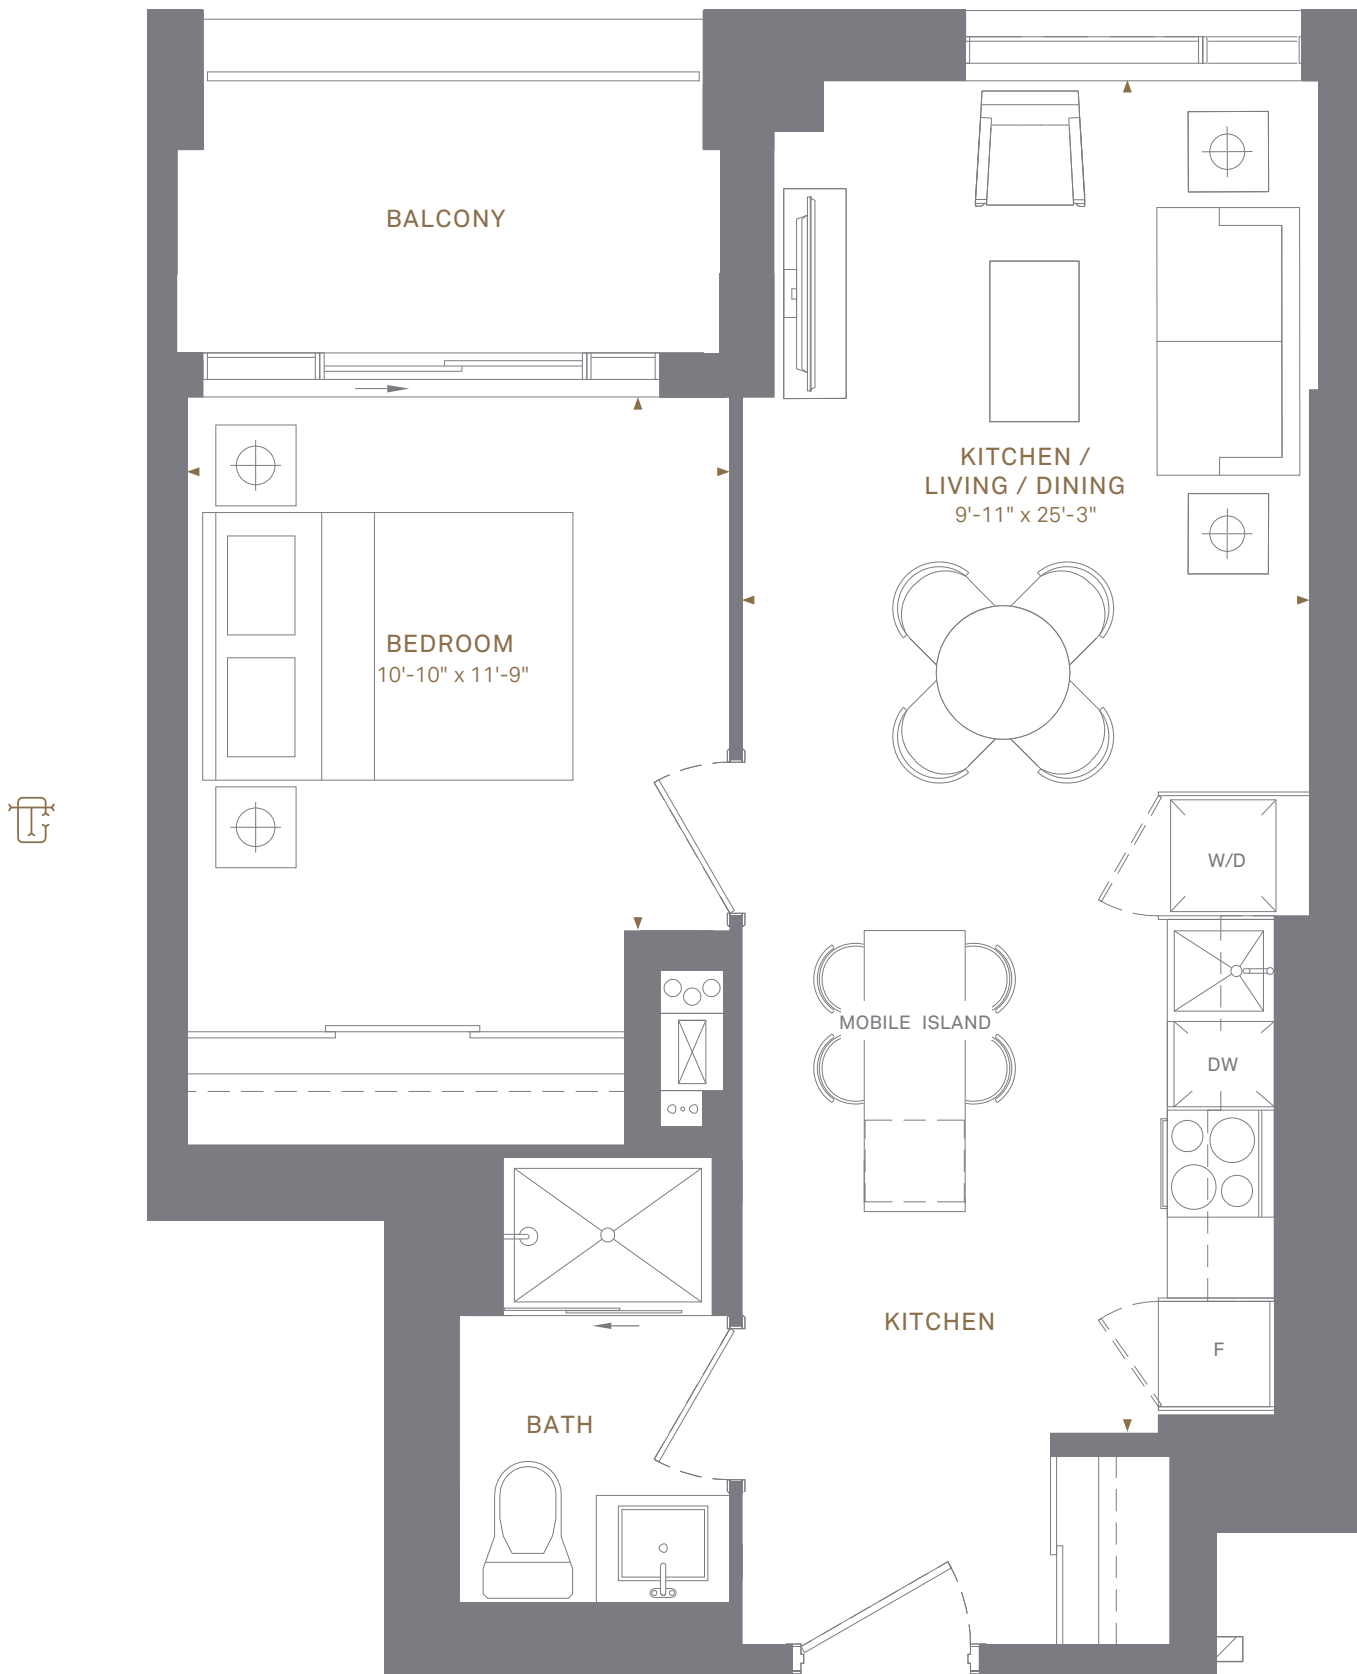 BALCONY
KITCHEN /
LIVING / DINING
9'-11" x 25'-3"
BEDROOM
10'-10" x 11'-9"
W/D
MOBILE ISLAND
DW
KITCHEN
F
BATH